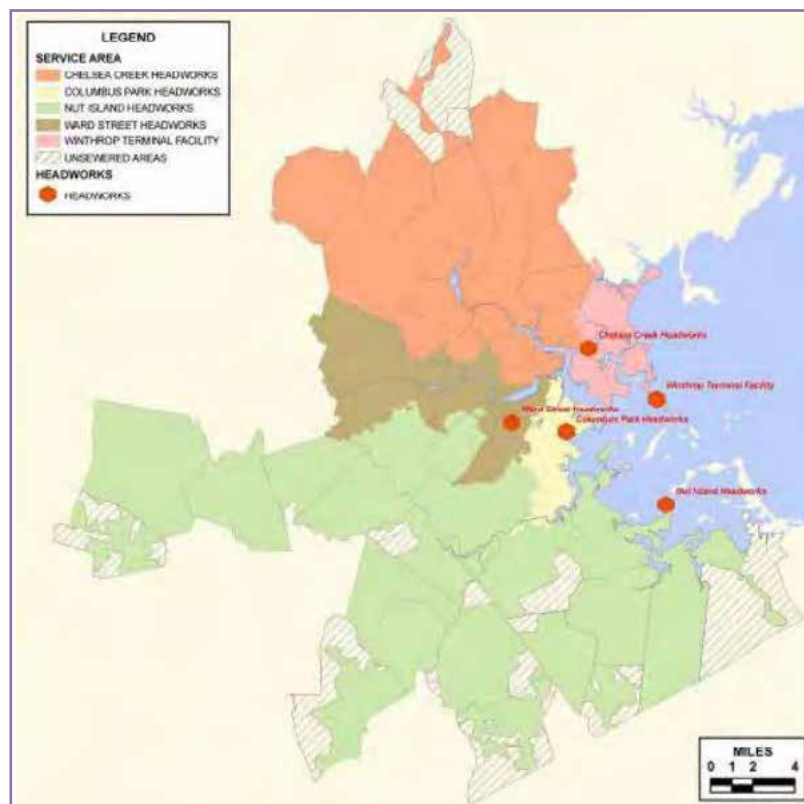 LEGEND
SERVICE AREA
CHELSEA CREEK HEADWORKS
COLUMBUS PARK HEADWORKS
NUT ISLAND HEADWORKS
WARD STREET HEADWORKS
WINTHROP TERMINAL FACILITY
UNSEWERED AREAS
HEADWORKS
HEADWORKS
Chelsea Creek Headworks
Winthrop Terminal Facility
Ward Street Headworks
Columbus Park Headworks
Nut Island Headworks
MILES
0 1 2 4